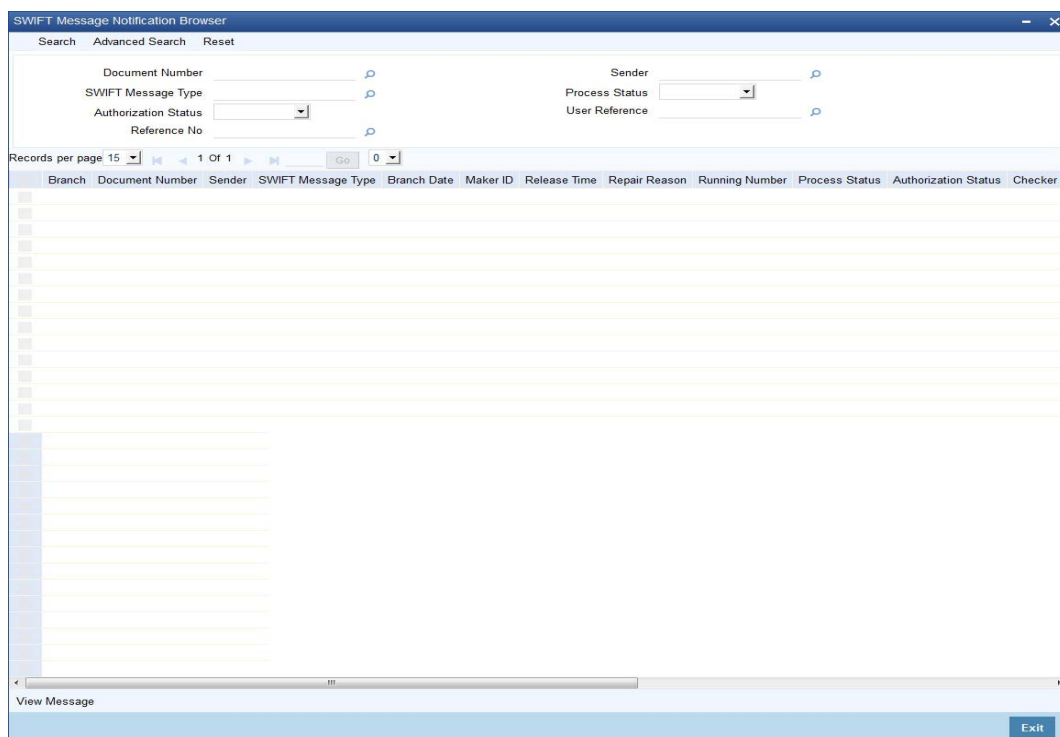 SWIFT Message Notification Browser
Search Advanced Search Reset
Document Number Sender
SWIFT Message Type Process Status
Authorization Status User Reference
Reference No
Records per page 15 1 Of 1 Go 0
Branch Document Number Sender SWIFT Message Type Branch Date Maker ID Release Time Repair Reason Running Number Process Status Authorization Status Checker
View Message
Exit